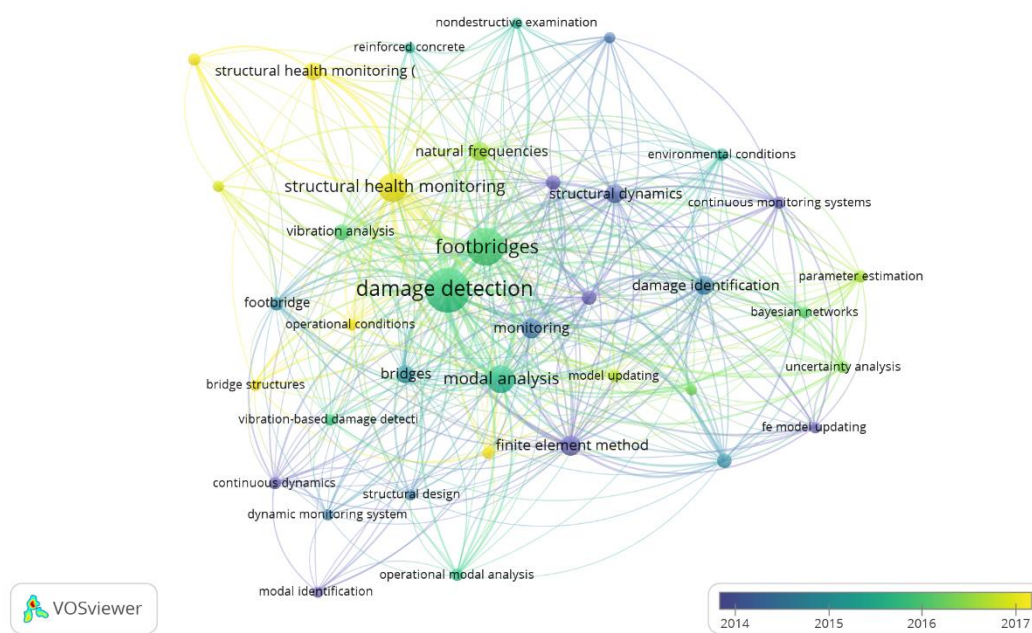 nondestructive examination
reinforced concrete
structural health monitoring (
natural frequencies
environmental conditions
structural health monitoring
structural dynamics
continuous monitoring systems
vibration analysis
footbridges
parameter estimation
damage detection
damage identification
footbridge
bayesian networks
operational conditions
monitoring
uncertainty analysis
bridges
modal analysis
model updating
bridge structures
vibration-based damage detecti
fe model updating
finite element method
continuous dynamics
structural design
dynamic monitoring system
operational modal analysis
modal identification
VOSviewer
2014 2015 2016 2017